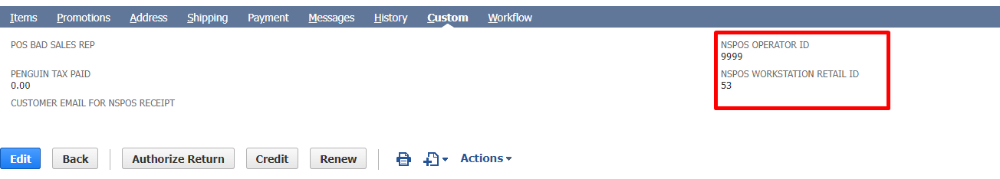 Items Promotions Address Shipping Payment Messages History Custom Workflow
POS BAD SALES REP
PENGUIN TAX PAID
0.00
CUSTOMER EMAIL FOR NSPOS RECEIPT
NSPOS OPERATOR ID
9999
NSPOS WORKSTATION RETAIL ID
53
Edit Back Authorize Return Credit Renew Actions